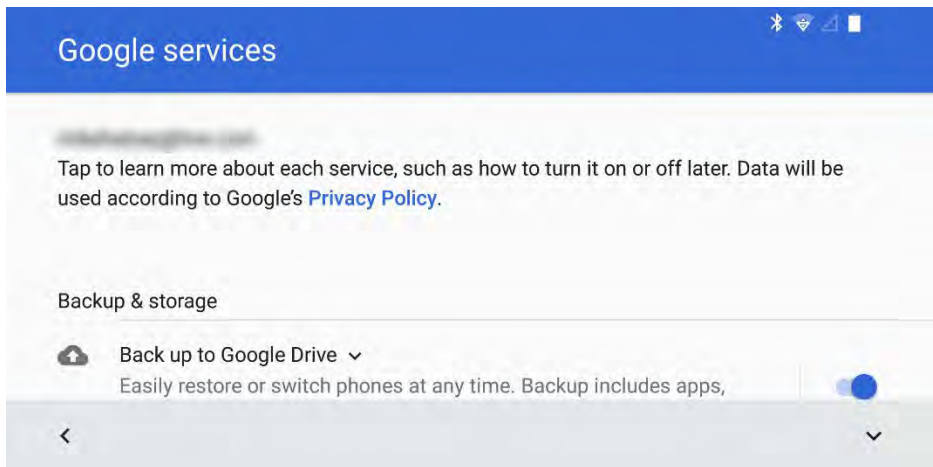 Google services
Tap to learn more about each service, such as how to turn it on or off later. Data will be
used according to Google's Privacy Policy.
Backup & storage
Back up to Google Drive
Easily restore or switch phones at any time. Backup includes apps,